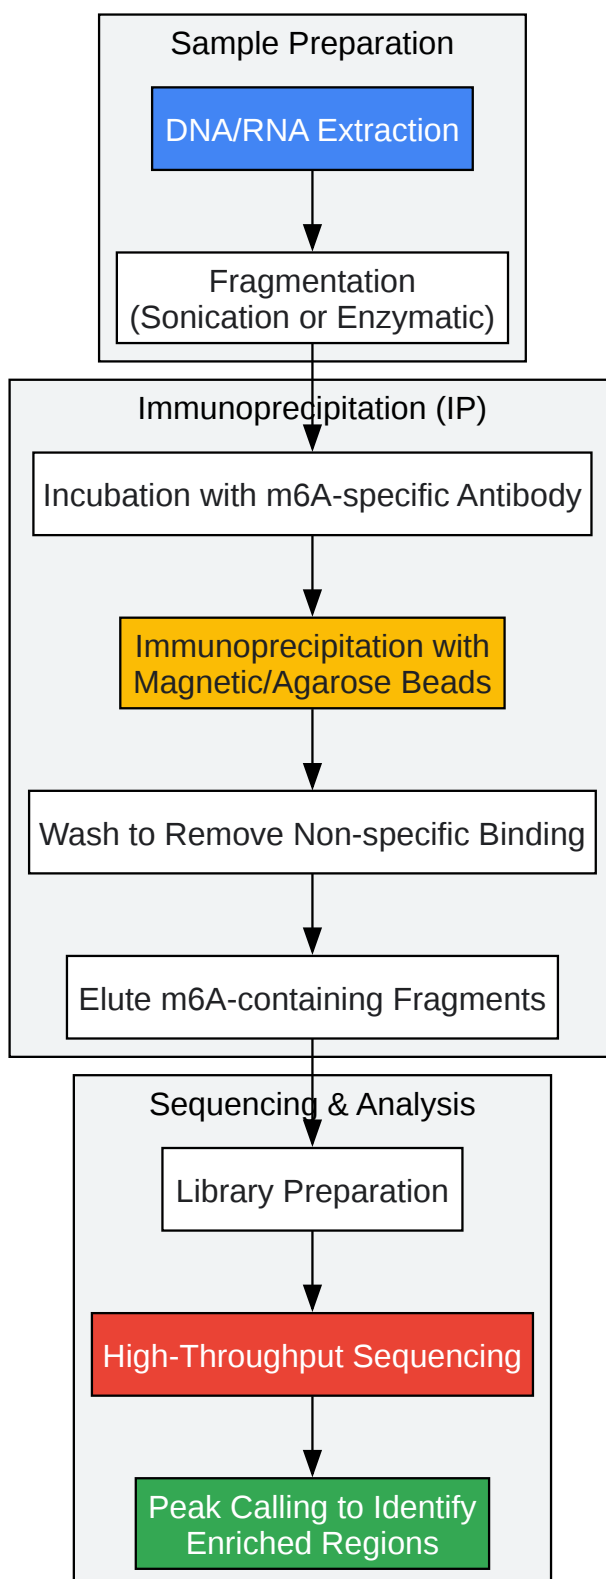 Sample Preparation
DNA/RNA Extraction
Fragmentation
(Sonication or Enzymatic)
Immunoprecipitation (IP)
Incubation with m6A-specific Antibody
Immunoprecipitation with
Magnetic/Agarose Beads
Wash to Remove Non-specific Binding
Elute m6A-containing Fragments
Sequencing & Analysis
Library Preparation
High-Throughput Sequencing
Peak Calling to Identify
Enriched Regions